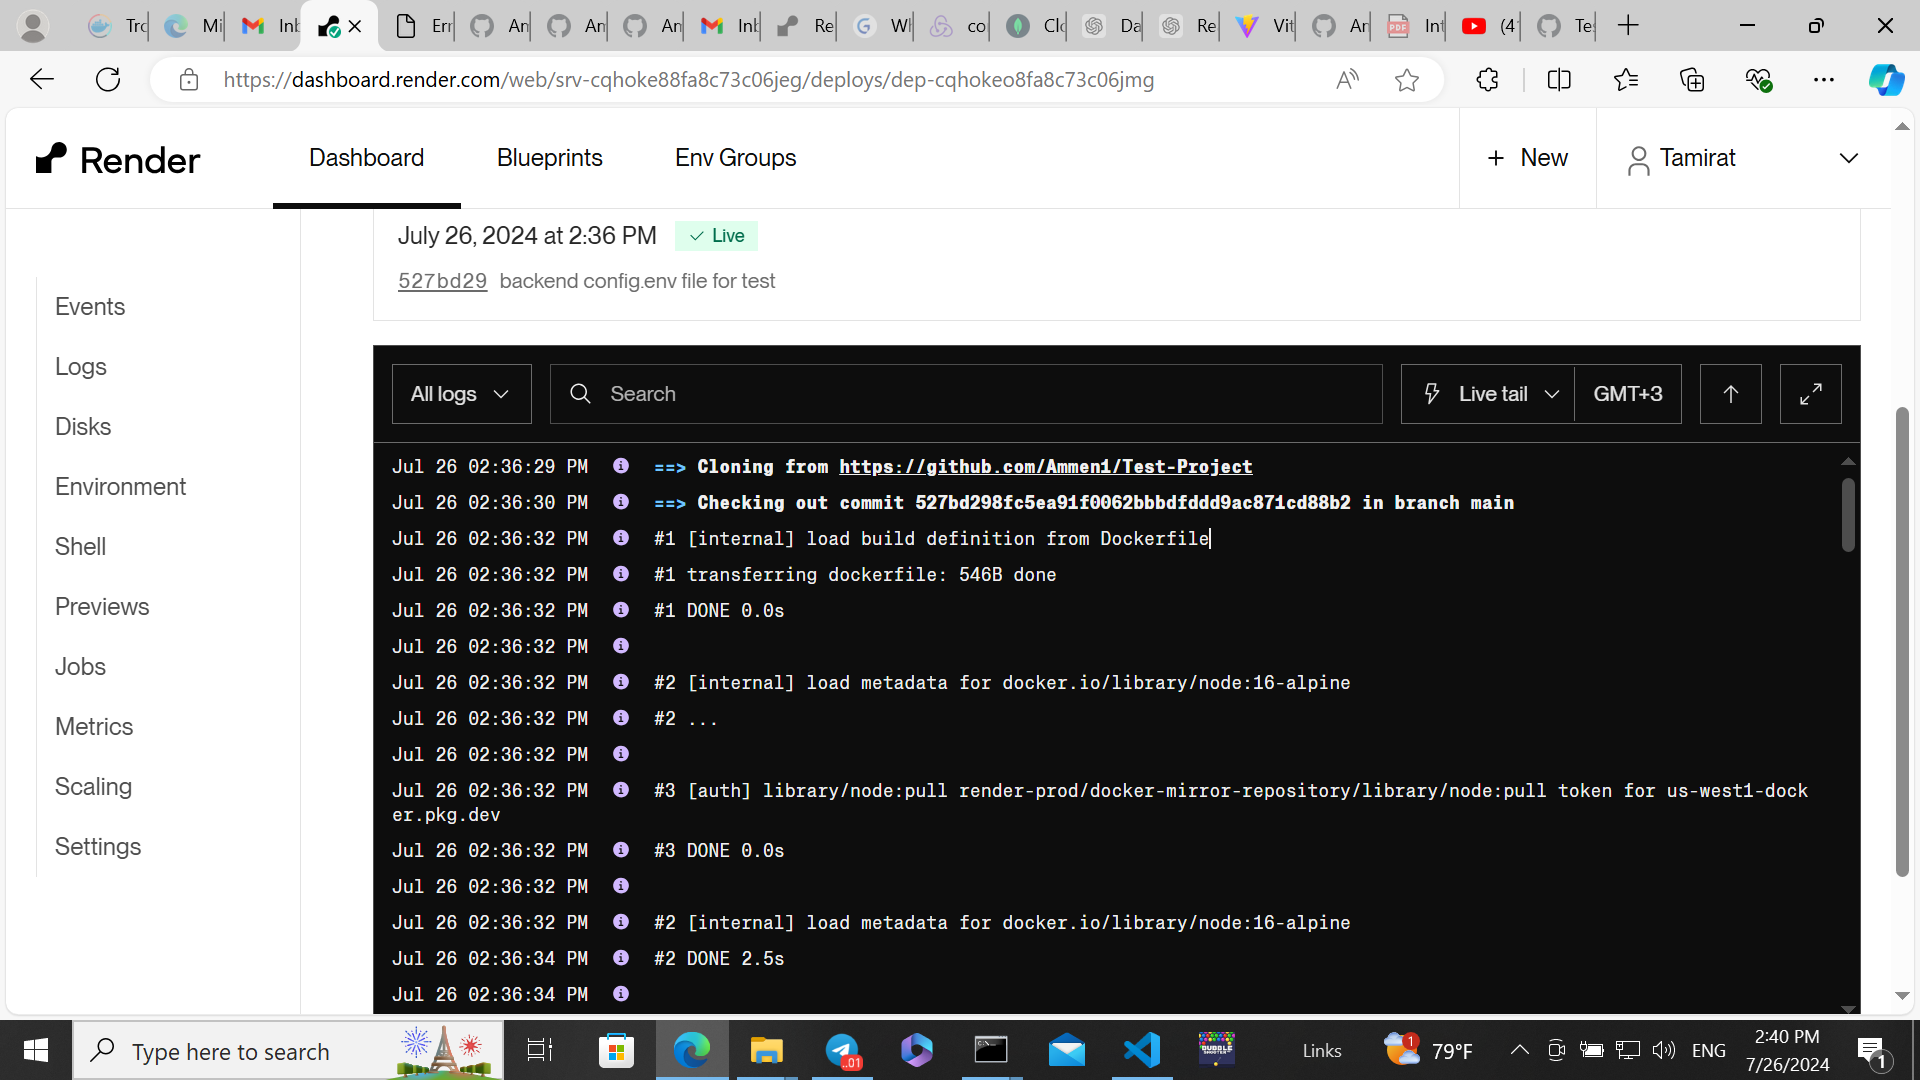 Tro
Mi
Inb
Err
An
An
An
Inb
Re
Wh
co
Clo
Da
Re
Vit
An
Int
(4
Te
https://dashboard.render.com/web/srv-cqhoke88fa8c73c06jeg/deploys/dep-cqhokeo8fa8c73c06jmg
Render
Dashboard
Blueprints
Env Groups
+ New
Tamirat
July 26, 2024 at 2:36 PM
Live
527bd29 backend config.env file for test
Events
Logs
Disks
Environment
Shell
Previews
Jobs
Metrics
Scaling
Settings
All logs
Search
Live tail
GMT+3
Jul 26 02:36:29 PM ==> Cloning from https://github.com/Ammen1/Test-Project
Jul 26 02:36:30 PM ==> Checking out commit 527bd298fc5ea91f0062bbbdfddd9ac871cd88b2 in branch main
Jul 26 02:36:32 PM #1 [internal] load build definition from Dockerfile
Jul 26 02:36:32 PM #1 transferring dockerfile: 546B done
Jul 26 02:36:32 PM #1 DONE 0.0s
Jul 26 02:36:32 PM
Jul 26 02:36:32 PM #2 [internal] load metadata for docker.io/library/node:16-alpine
Jul 26 02:36:32 PM #2 ...
Jul 26 02:36:32 PM
Jul 26 02:36:32 PM #3 [auth] library/node:pull render-prod/docker-mirror-repository/library/node:pull token for us-west1-dock
er.pkg.dev
Jul 26 02:36:32 PM #3 DONE 0.0s
Jul 26 02:36:32 PM
Jul 26 02:36:32 PM #2 [internal] load metadata for docker.io/library/node:16-alpine
Jul 26 02:36:34 PM #2 DONE 2.5s
Jul 26 02:36:34 PM
Type here to search
..01
BUBBLE
Links
1
79°F
ENG
2:40 PM
7/26/2024
1